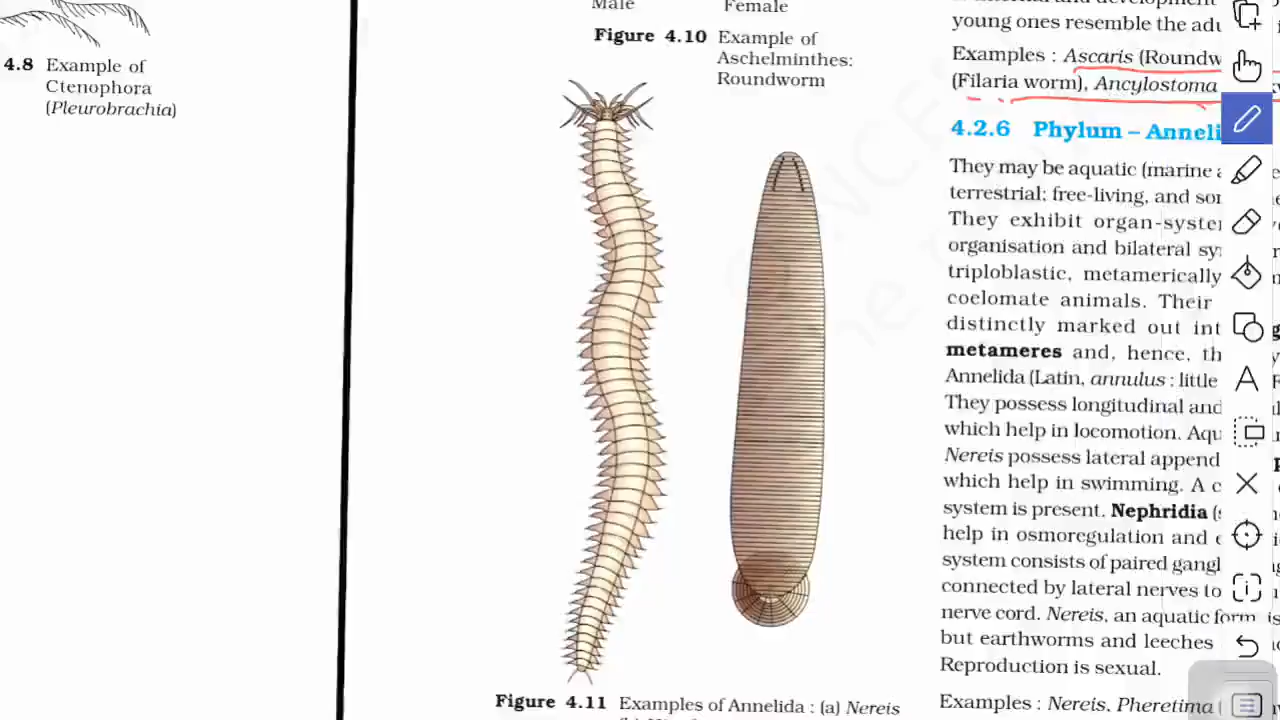 Male Female
Figure 4.10 Example of
Aschelminthes:
Roundworm
4.8 Example of
Ctenophora
(Pleurobrachia)
Figure 4.11 Examples of Annelida : (a) Nereis
young ones resemble the adu
Examples : Ascaris (Roundw
(Filaria worm), Ancylostoma
4.2.6 Phylum – Anneli
They may be aquatic (marine a
terrestrial; free-living, and
They exhibit organ-system
organisation and bilateral sy
triploblastic, metamerically
coelomate animals. Their
distinctly marked out int
metameres and, hence, th
Annelida (Latin, annulus : little
They possess longitudinal and
which help in locomotion. Aqu
Nereis possess lateral append
which help in swimming. A c
system is present. Nephridia
help in osmoregulation and e
system consists of paired gangl
connected by lateral nerves to
nerve cord. Nereis, an aquatic form, is
but earthworms and leeches
Reproduction is sexual.
Examples : Nereis, Pheretima